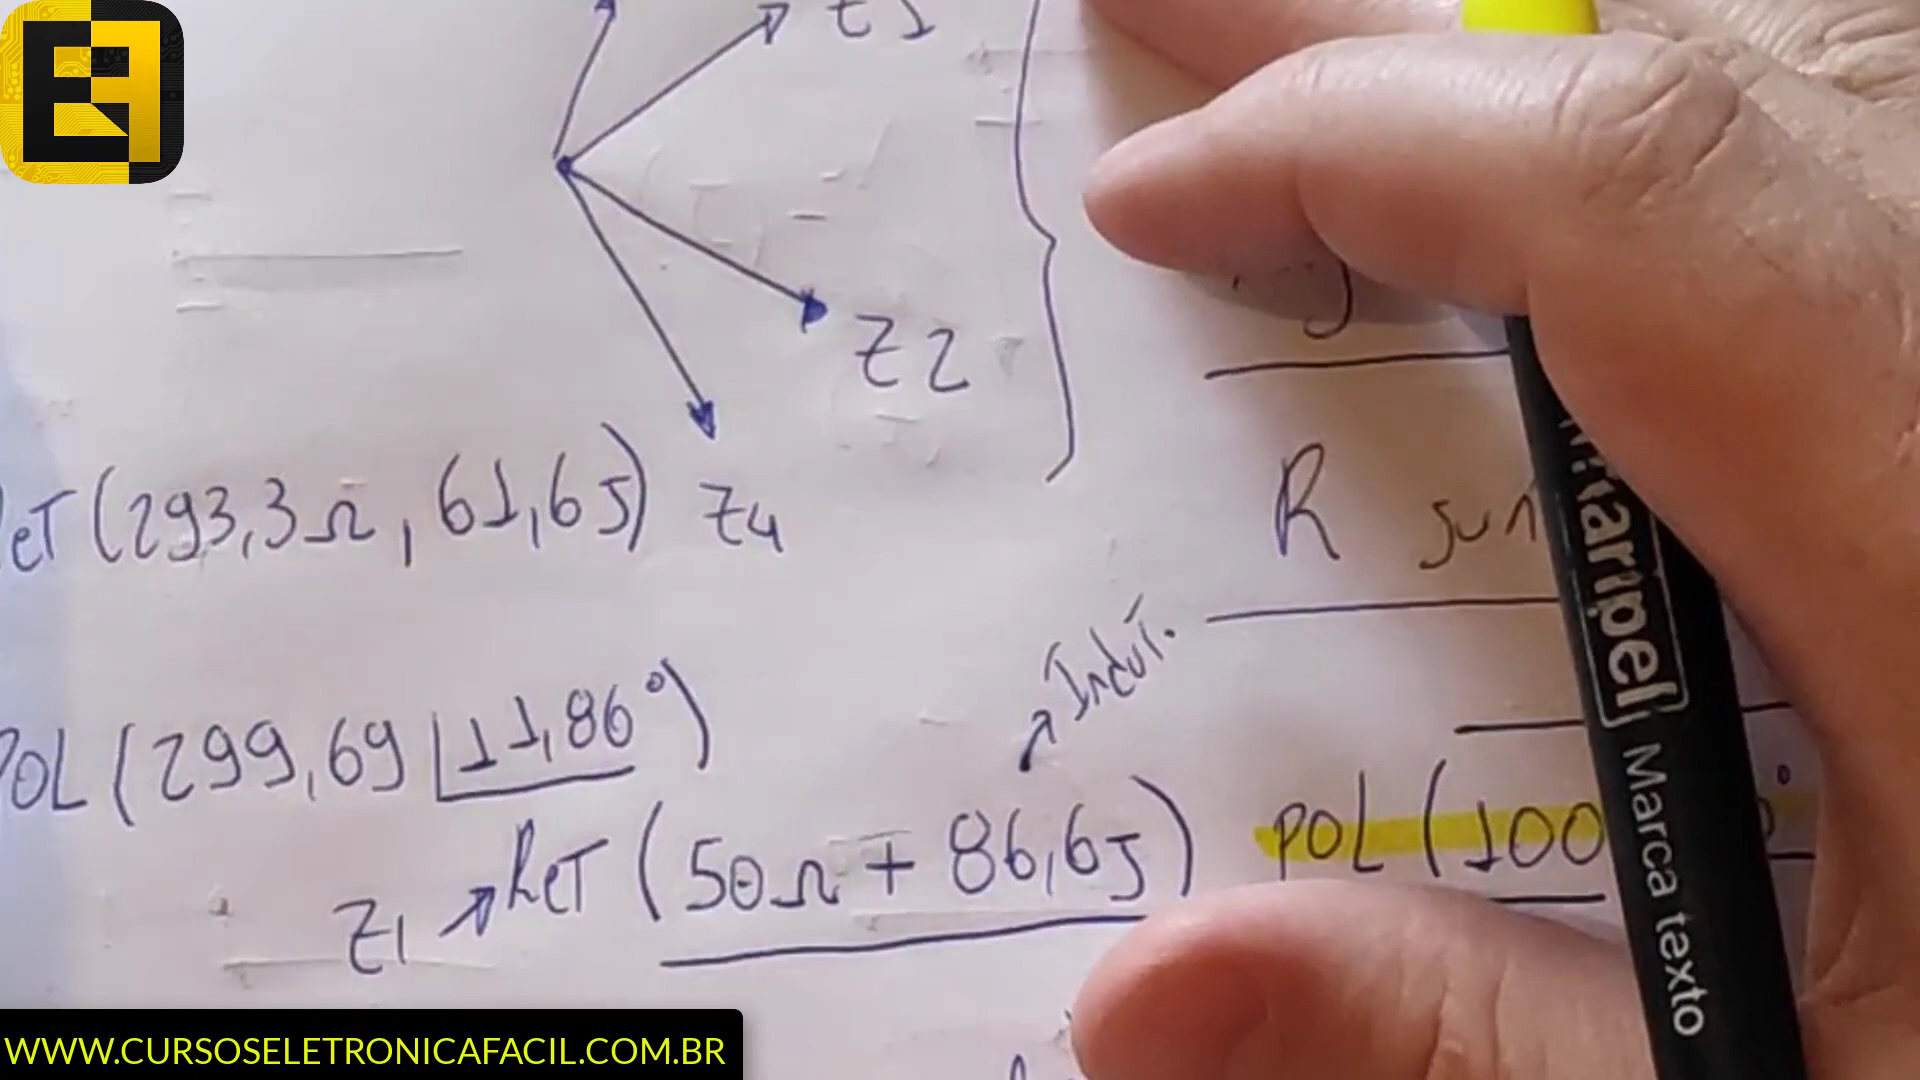 EF
Z2
ReT (293,3Ω, 61,6J) Z4
R
Indut.
POL (299,69 11,86°)
Z1 ReT (50Ω + 86,6J) POL (100
Marca texto
WWW.CURSOSELETRONICAFACIL.COM.BR